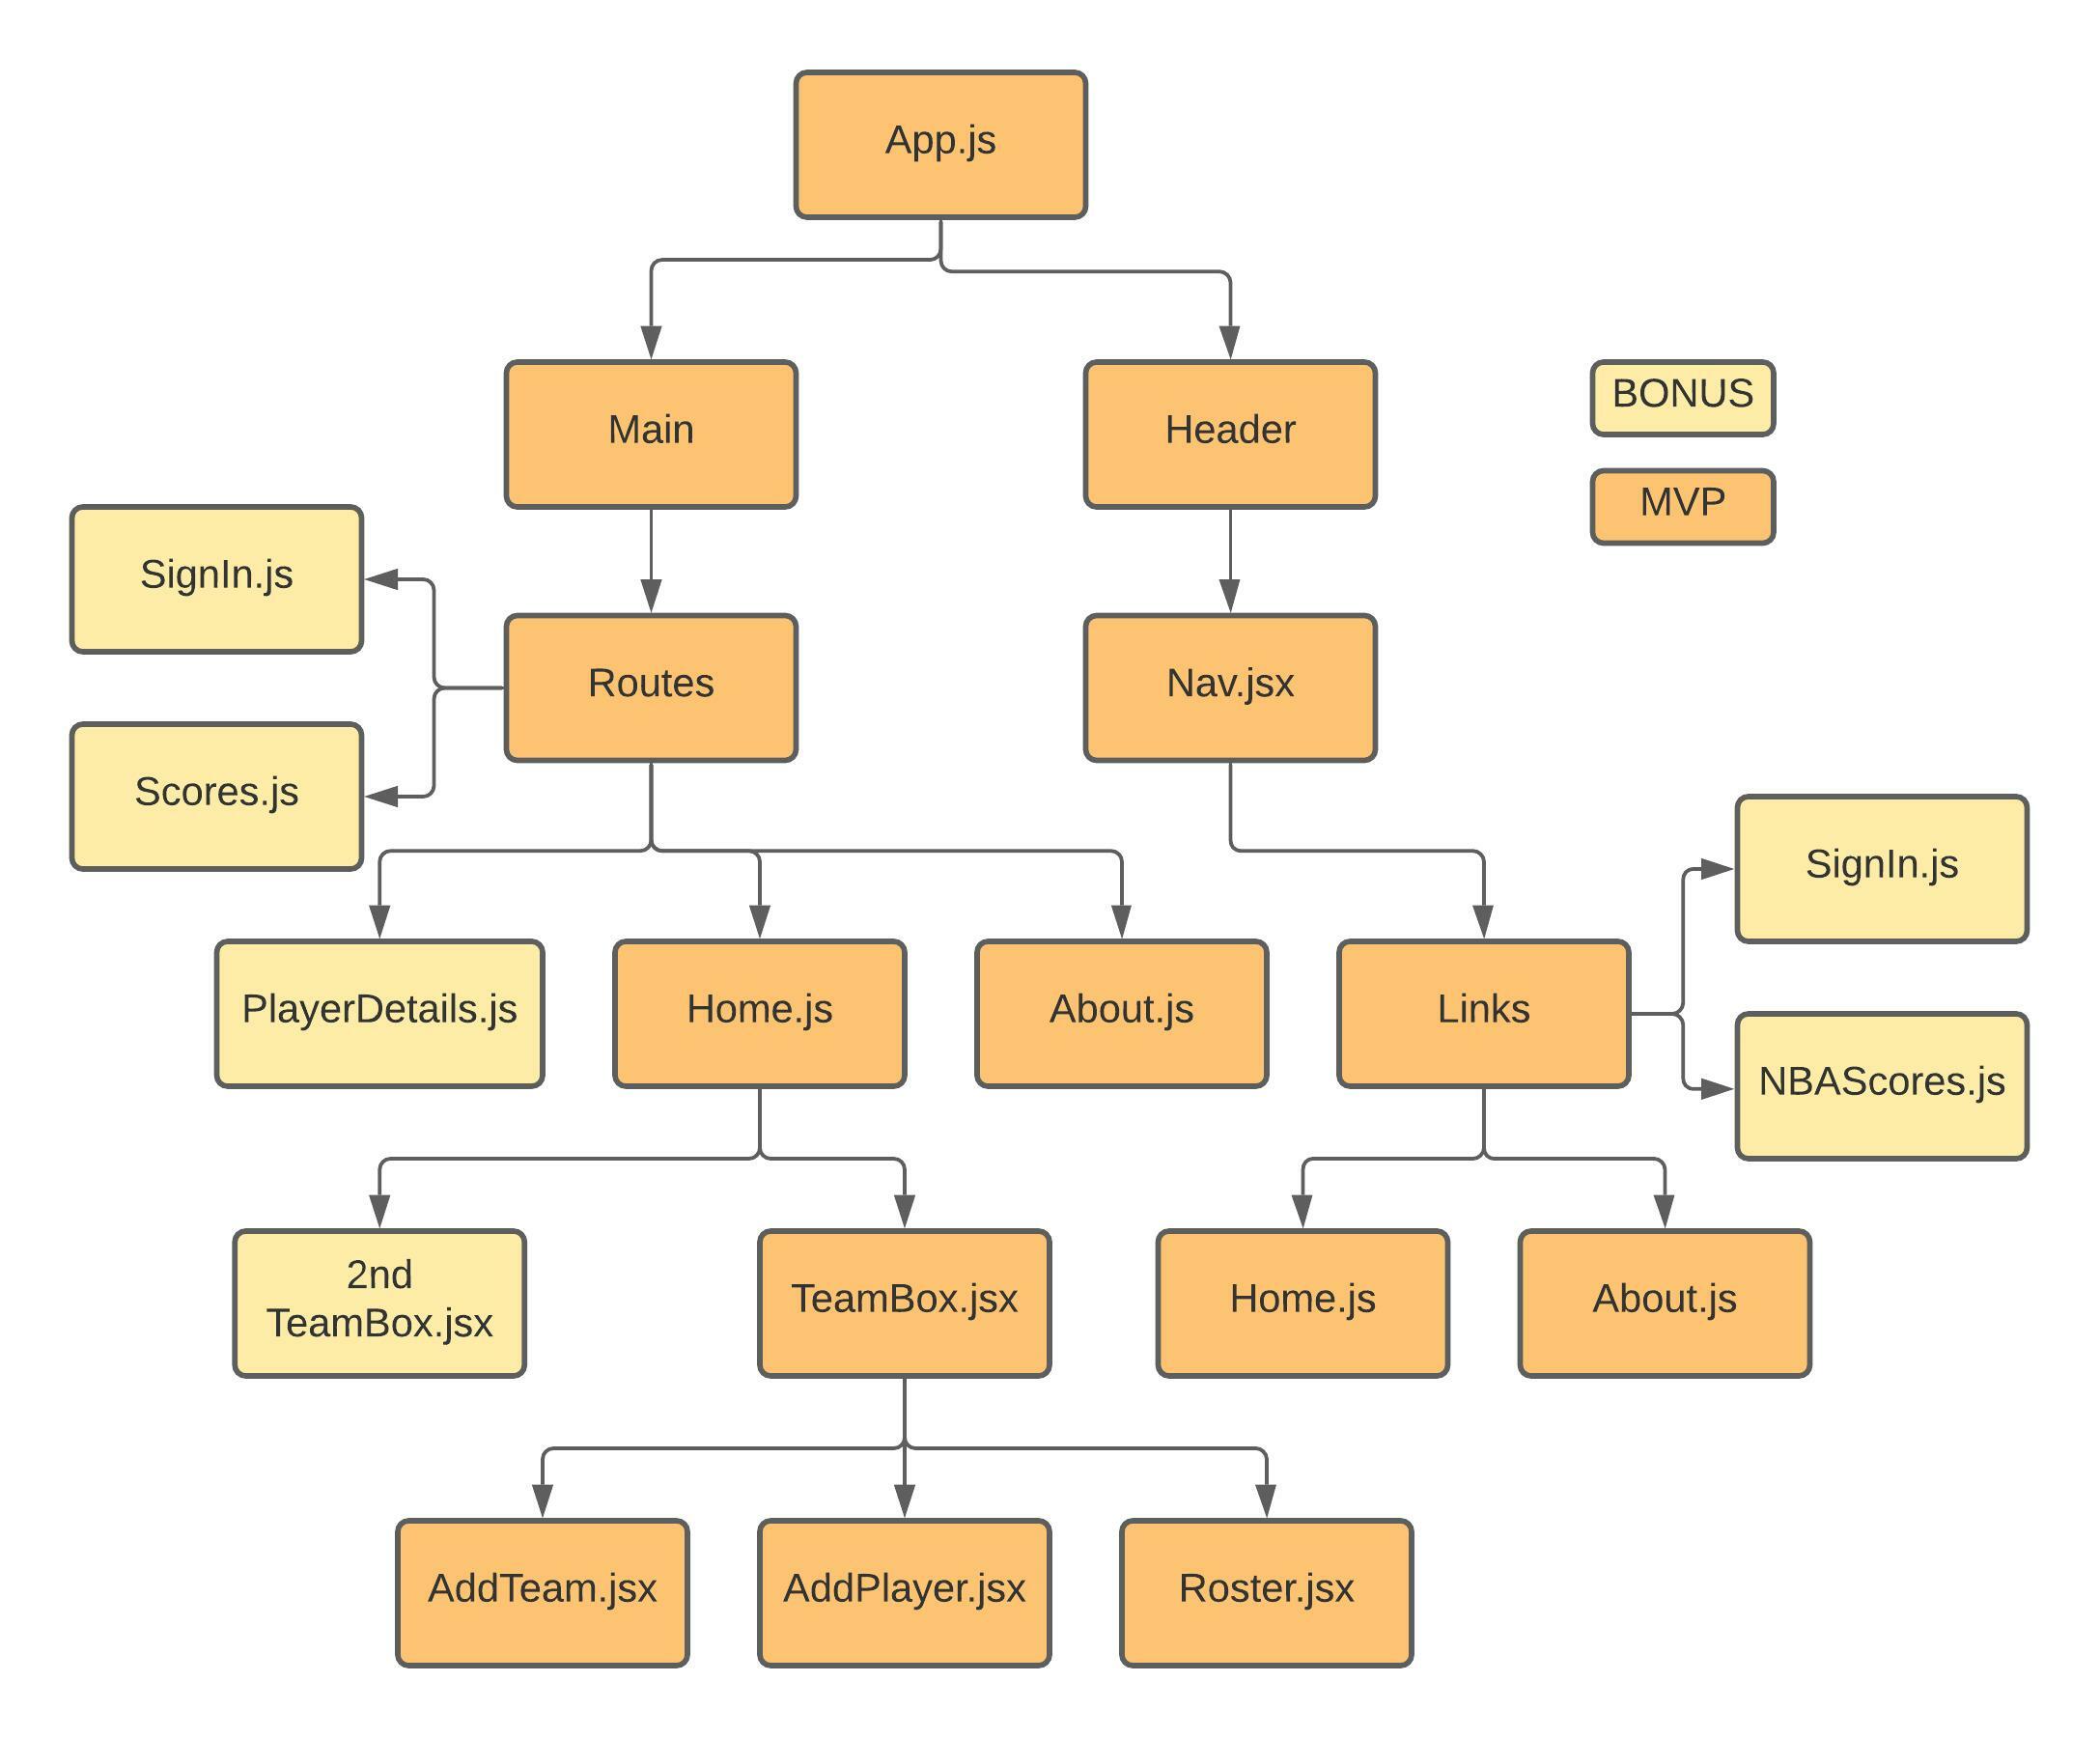 App.js
Main
Header
BONUS
MVP
SignIn.js
Routes
Nav.jsx
Scores.js
SignIn.js
PlayerDetails.js
Home.js
About.js
Links
NBAScores.js
2nd
TeamBox.jsx
TeamBox.jsx
Home.js
About.js
AddTeam.jsx
AddPlayer.jsx
Roster.jsx